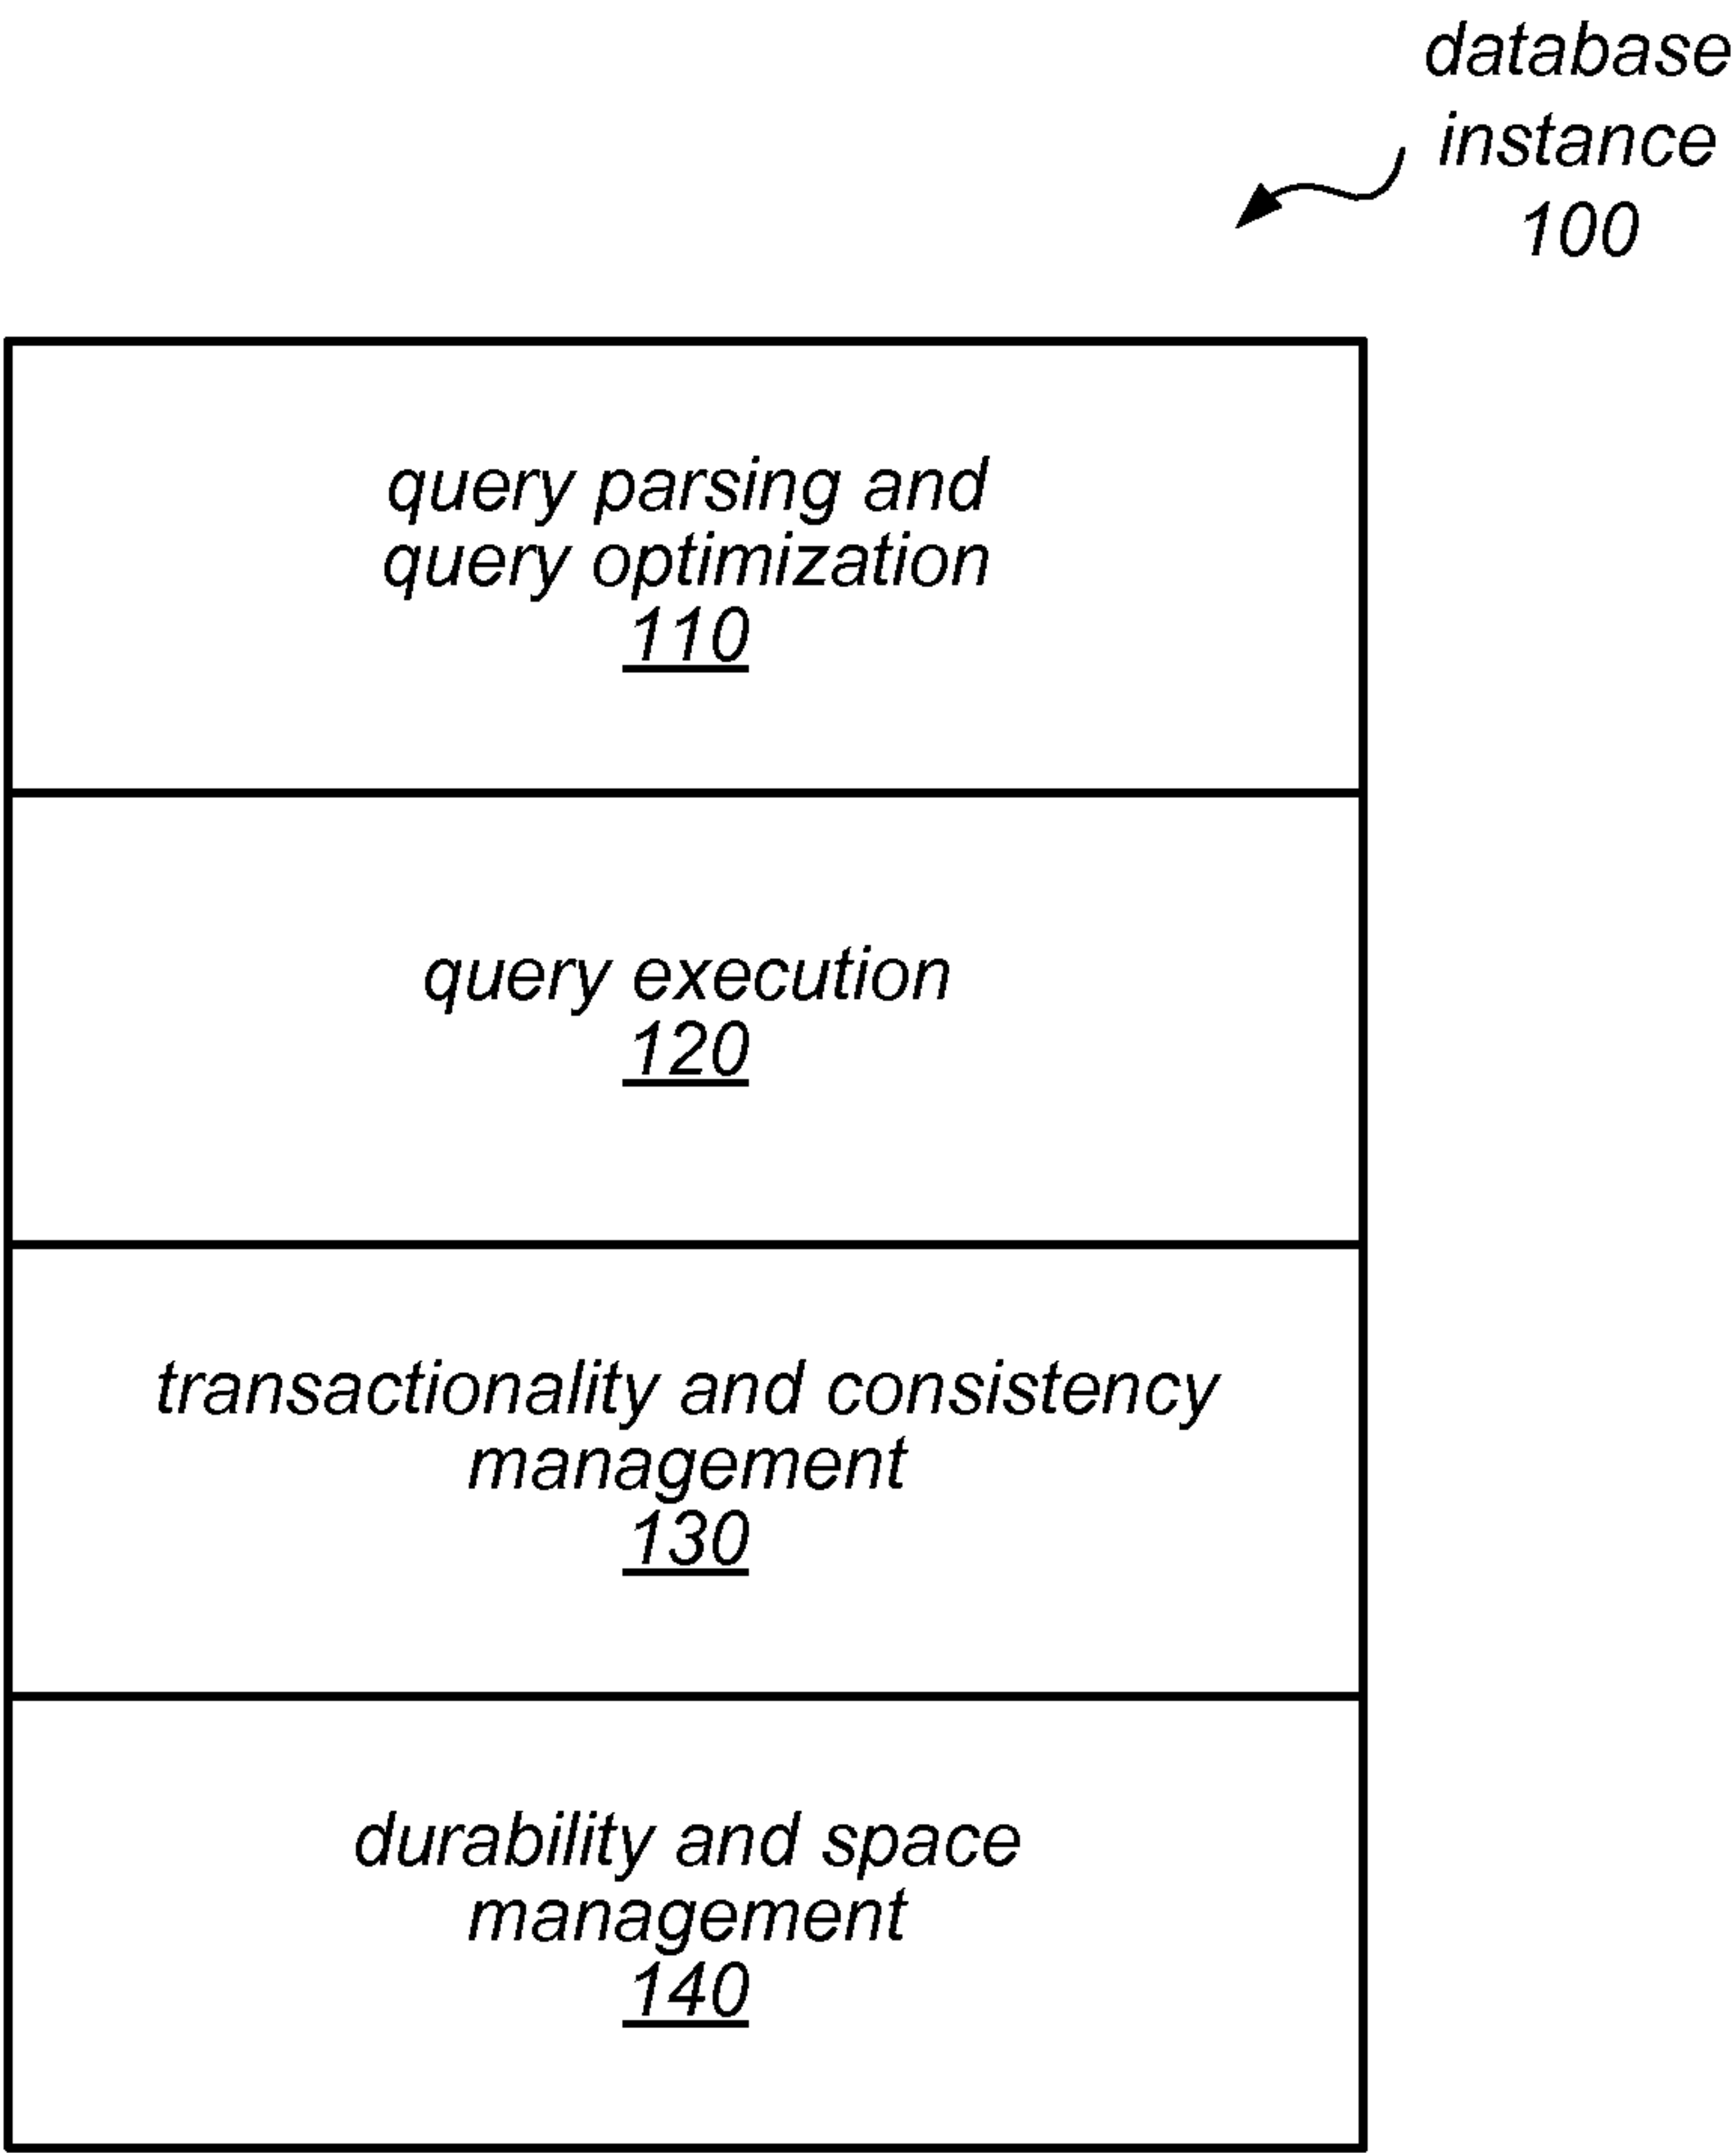 database
instance
100
query parsing and
query optimization
110
query execution
120
transactionality and consistency
management
130
durability and space
management
140